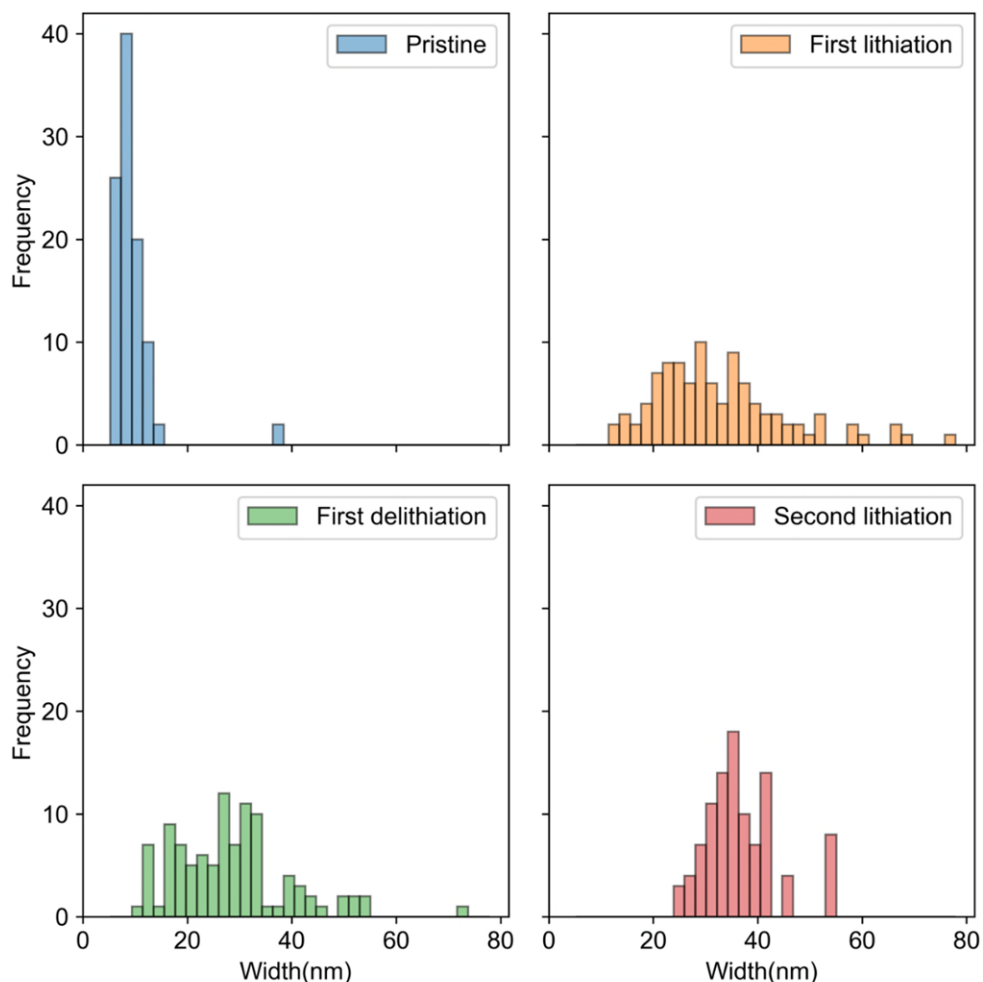 Pristine
First lithiation
40
30
20
10
0
Frequency
First delithiation
Second lithiation
40
30
20
10
0
Frequency
0 20 40 60 80
0 20 40 60 80
Width(nm)
Width(nm)